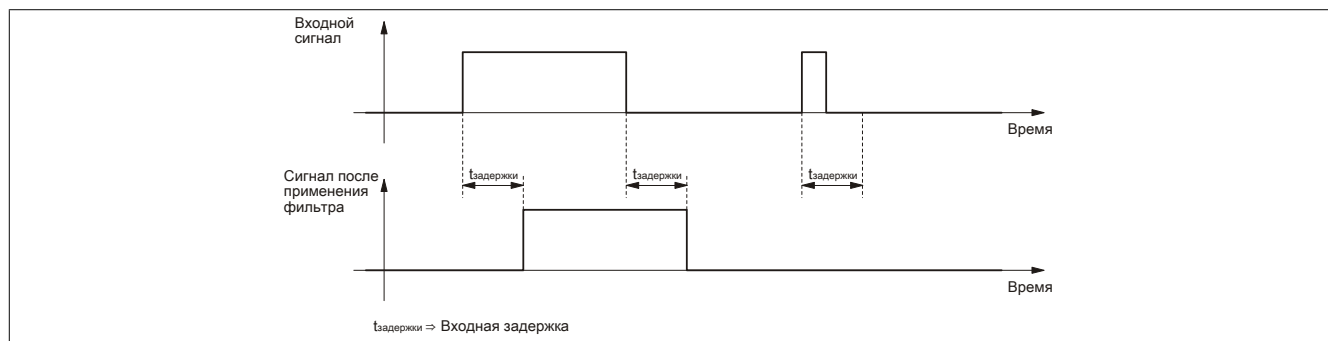 Входной
сигнал
Время
Сигнал после
применения
фильтра
tзадержки
tзадержки
tзадержки
Время
tзадержки ⇒ Входная задержка